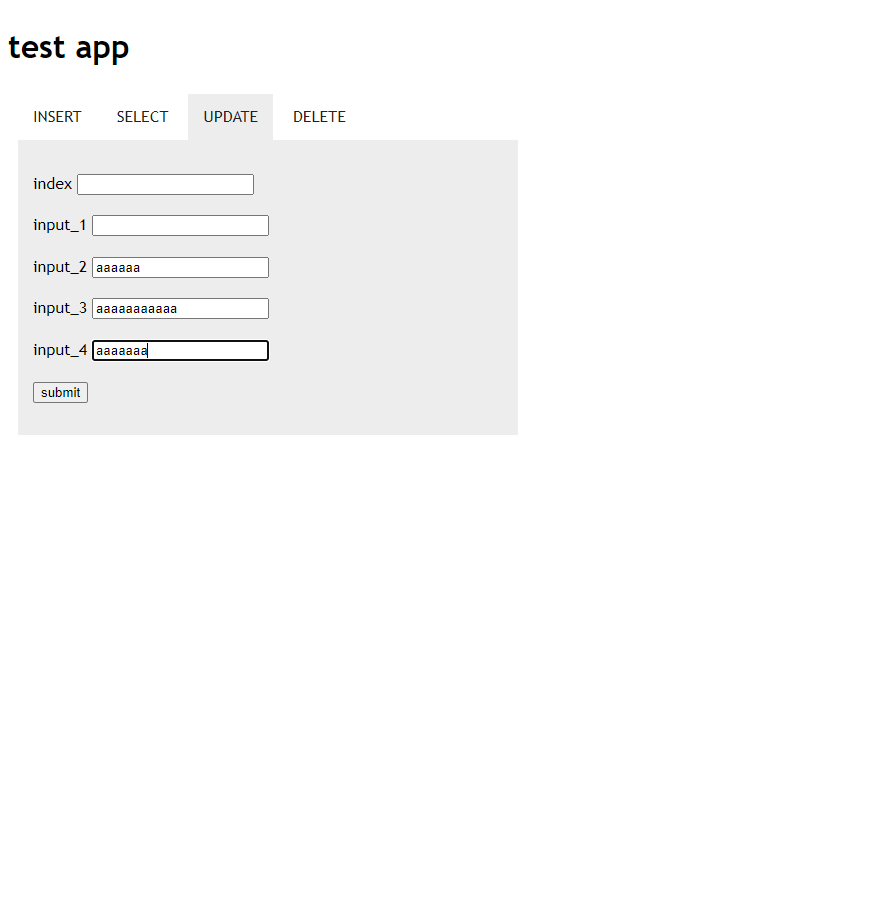 test app
INSERT SELECT UPDATE DELETE
index
input_1
input_2 aaaaaa
input_3 aaaaaaaaaaa
input_4 aaaaaaa
submit